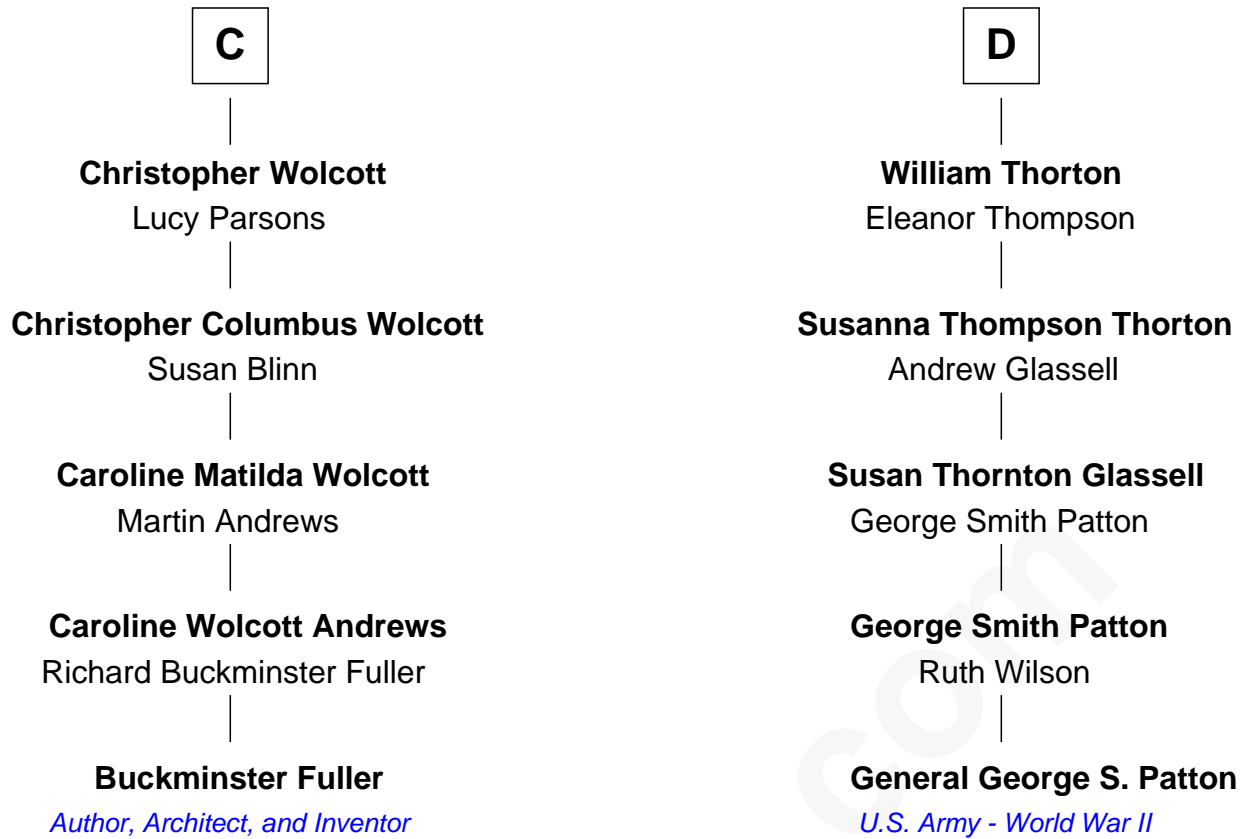 C
Christopher Wolcott
Lucy Parsons
Christopher Columbus Wolcott
Susan Blinn
Caroline Matilda Wolcott
Martin Andrews
Caroline Wolcott Andrews
Richard Buckminster Fuller
Buckminster Fuller
Author, Architect, and Inventor
D
William Thorton
Eleanor Thompson
Susanna Thompson Thorton
Andrew Glassell
Susan Thornton Glassell
George Smith Patton
George Smith Patton
Ruth Wilson
General George S. Patton
U.S. Army - World War II
com